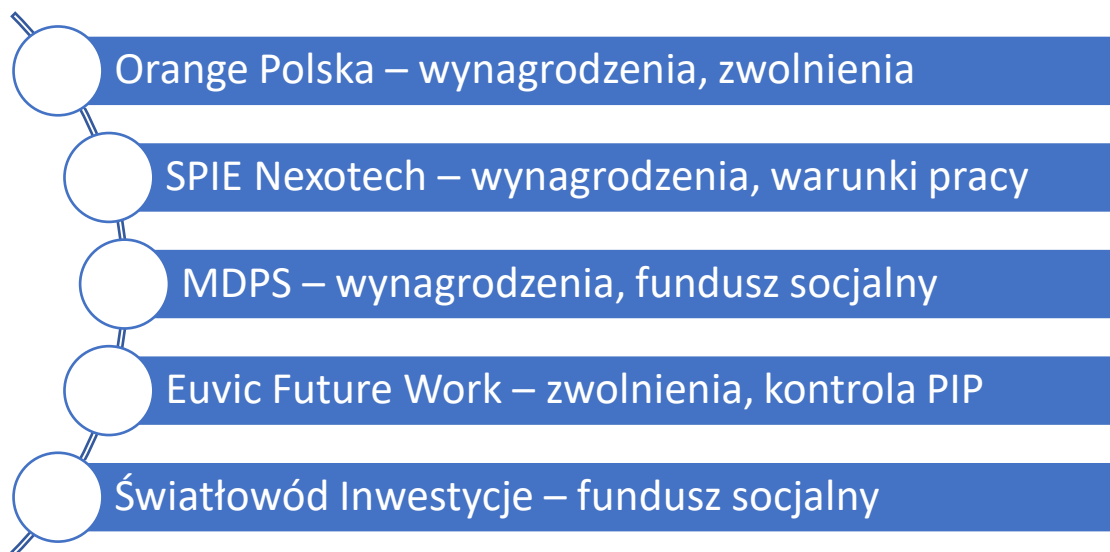 Orange Polska – wynagrodzenia, zwolnienia
SPIE Nexotech – wynagrodzenia, warunki pracy
MDPS – wynagrodzenia, fundusz socjalny
Euvic Future Work – zwolnienia, kontrola PIP
Światłowód Inwestycje – fundusz socjalny